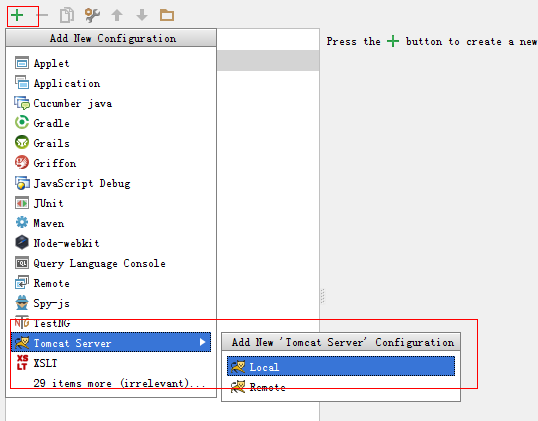 Add New Configuration
Press the + button to create a new
Applet
Application
Cucumber java
Gradle
Grails
Griffon
JavaScript Debug
JUnit
Maven
Node-webkit
Query Language Console
Remote
Spy-js
TestNG
Tomcat Server
Add New 'Tomcat Server' Configuration
XSLT
Local
29 items more (irrelevant)...
Remote